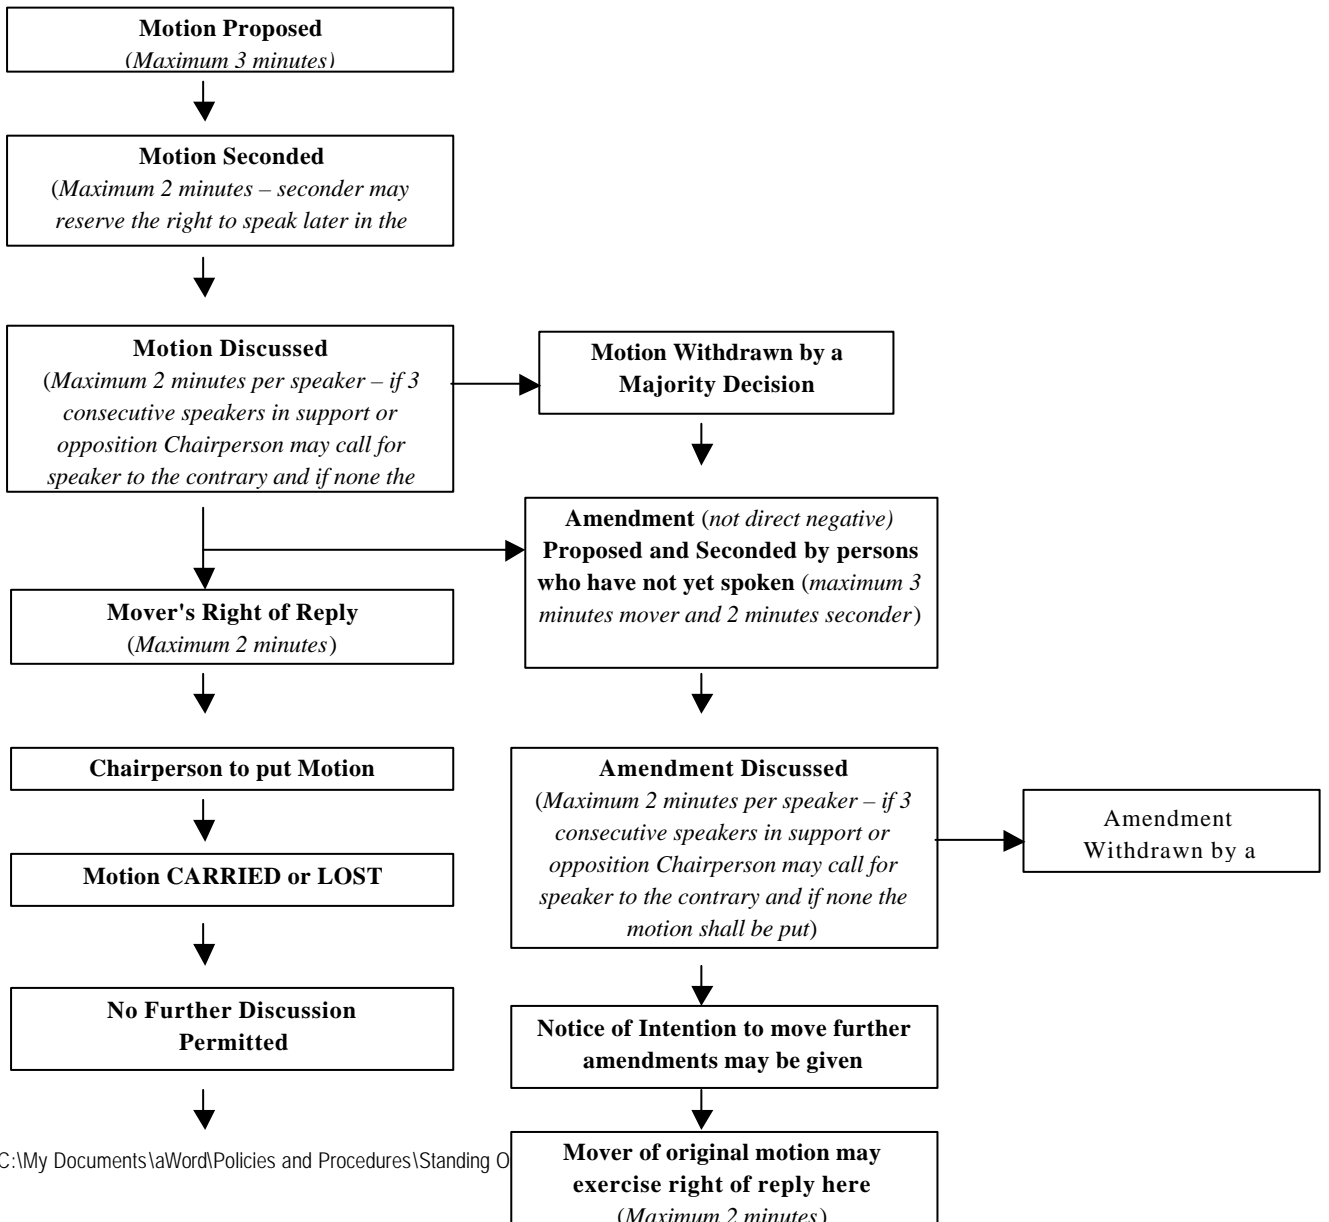 Motion Proposed
(Maximum 3 minutes)
Motion Seconded
(Maximum 2 minutes – seconder may
reserve the right to speak later in the
Motion Discussed
(Maximum 2 minutes per speaker – if 3
consecutive speakers in support or
opposition Chairperson may call for
speaker to the contrary and if none the
Motion Withdrawn by a
Majority Decision
Amendment (not direct negative)
Proposed and Seconded by persons
who have not yet spoken (maximum 3
minutes mover and 2 minutes seconder)
Mover's Right of Reply
(Maximum 2 minutes)
Chairperson to put Motion
Motion CARRIED or LOST
No Further Discussion
Permitted
Amendment Discussed
(Maximum 2 minutes per speaker – if 3
consecutive speakers in support or
opposition Chairperson may call for
speaker to the contrary and if none the
motion shall be put)
Amendment
Withdrawn by a
Notice of Intention to move further
amendments may be given
Mover of original motion may
exercise right of reply here
(Maximum 2 minutes)
C:\My Documents\aWord\Policies and Procedures\Standing O